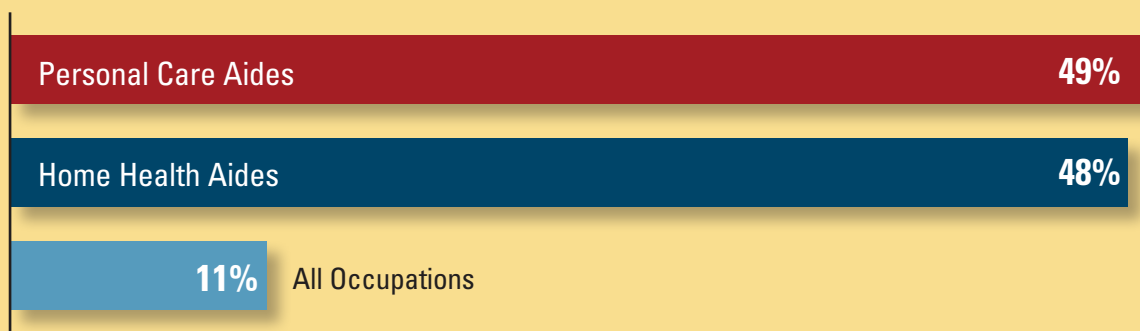 Personal Care Aides 49%
Home Health Aides 48%
11% All Occupations